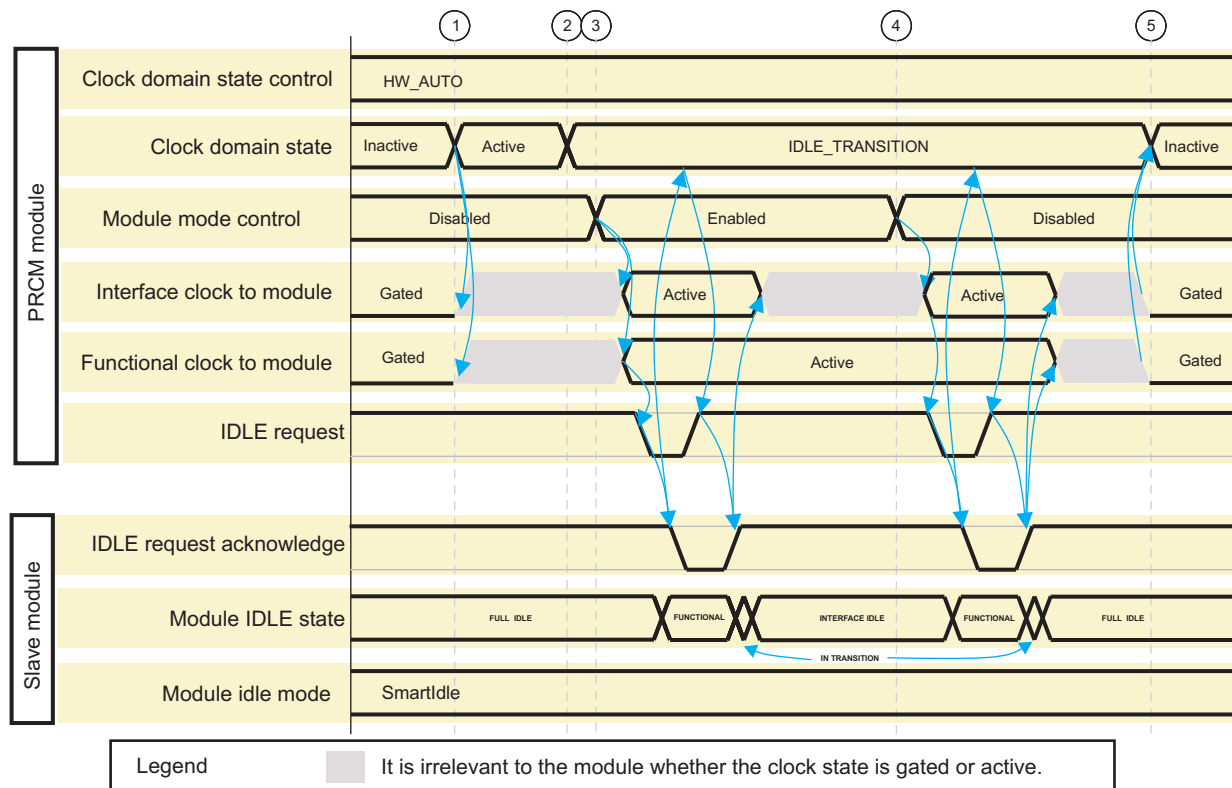 1 2 3 4 5
PRCM module
Clock domain state control
HW_AUTO
Clock domain state
Inactive Active IDLE_TRANSITION Inactive
Module mode control
Disabled Enabled Disabled
Interface clock to module
Gated Active Active Gated
Functional clock to module
Gated Active Gated
IDLE request
Slave module
IDLE request acknowledge
Module IDLE state
FULL IDLE FUNCTIONAL INTERFACE IDLE FUNCTIONAL FULL IDLE
IN TRANSITION
Module idle mode
SmartIdle
Legend It is irrelevant to the module whether the clock state is gated or active.